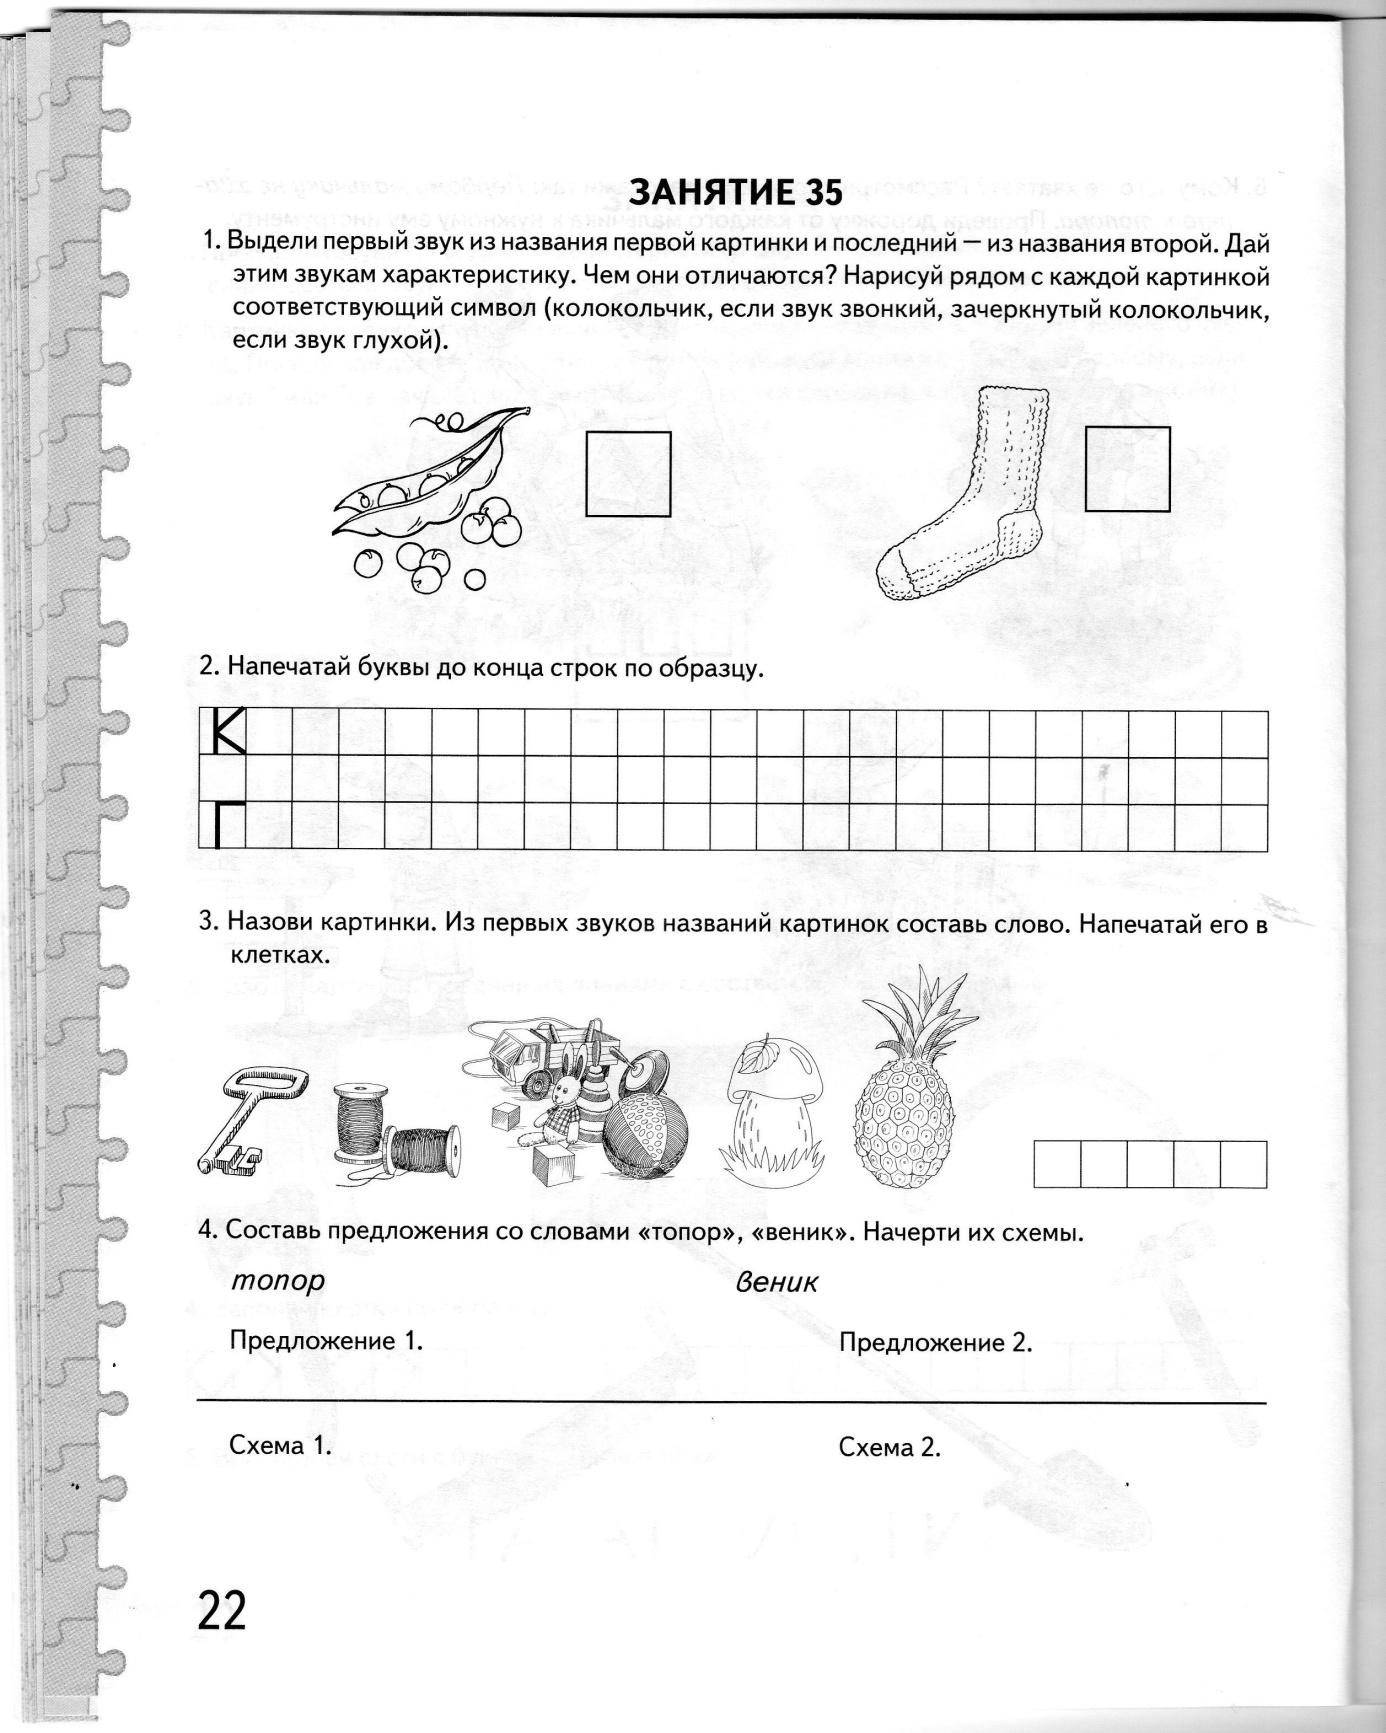 ЗАНЯТИЕ 35
1. Выдели первый звук из названия первой картинки и последний — из названия второй. Дай
этим звукам характеристику. Чем они отличаются? Нарисуй рядом с каждой картинкой
соответствующий символ (колокольчик, если звук звонкий, зачеркнутый колокольчик,
если звук глухой).
2. Напечатай буквы до конца строк по образцу.
К
Г
3. Назови картинки. Из первых звуков названий картинок составь слово. Напечатай его в
клетках.
4. Составь предложения со словами «топор», «веник». Начерти их схемы.
топор веник
Предложение 1. Предложение 2.
Схема 1. Схема 2.
22